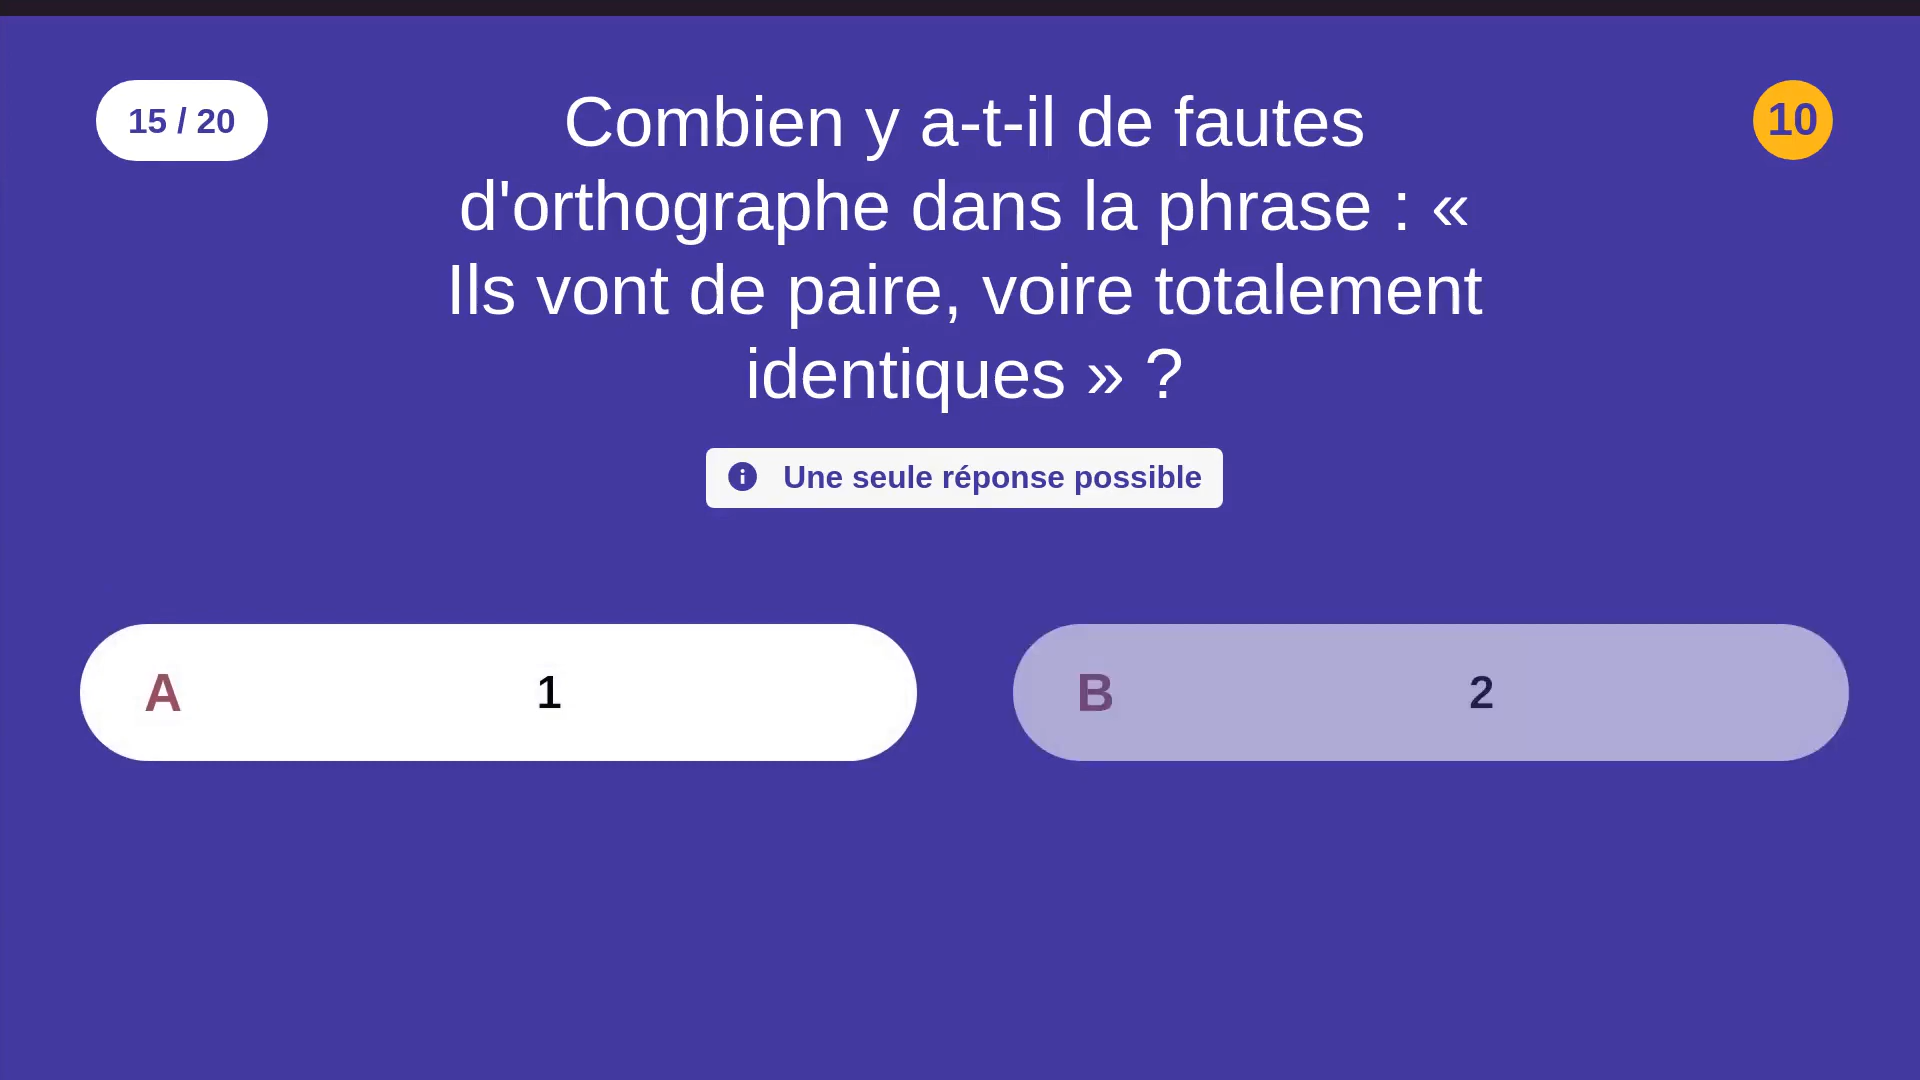 15 / 20
Combien y a-t-il de fautes
d'orthographe dans la phrase : «
Ils vont de paire, voire totalement
identiques » ?
10
Une seule réponse possible
A 1
B 2